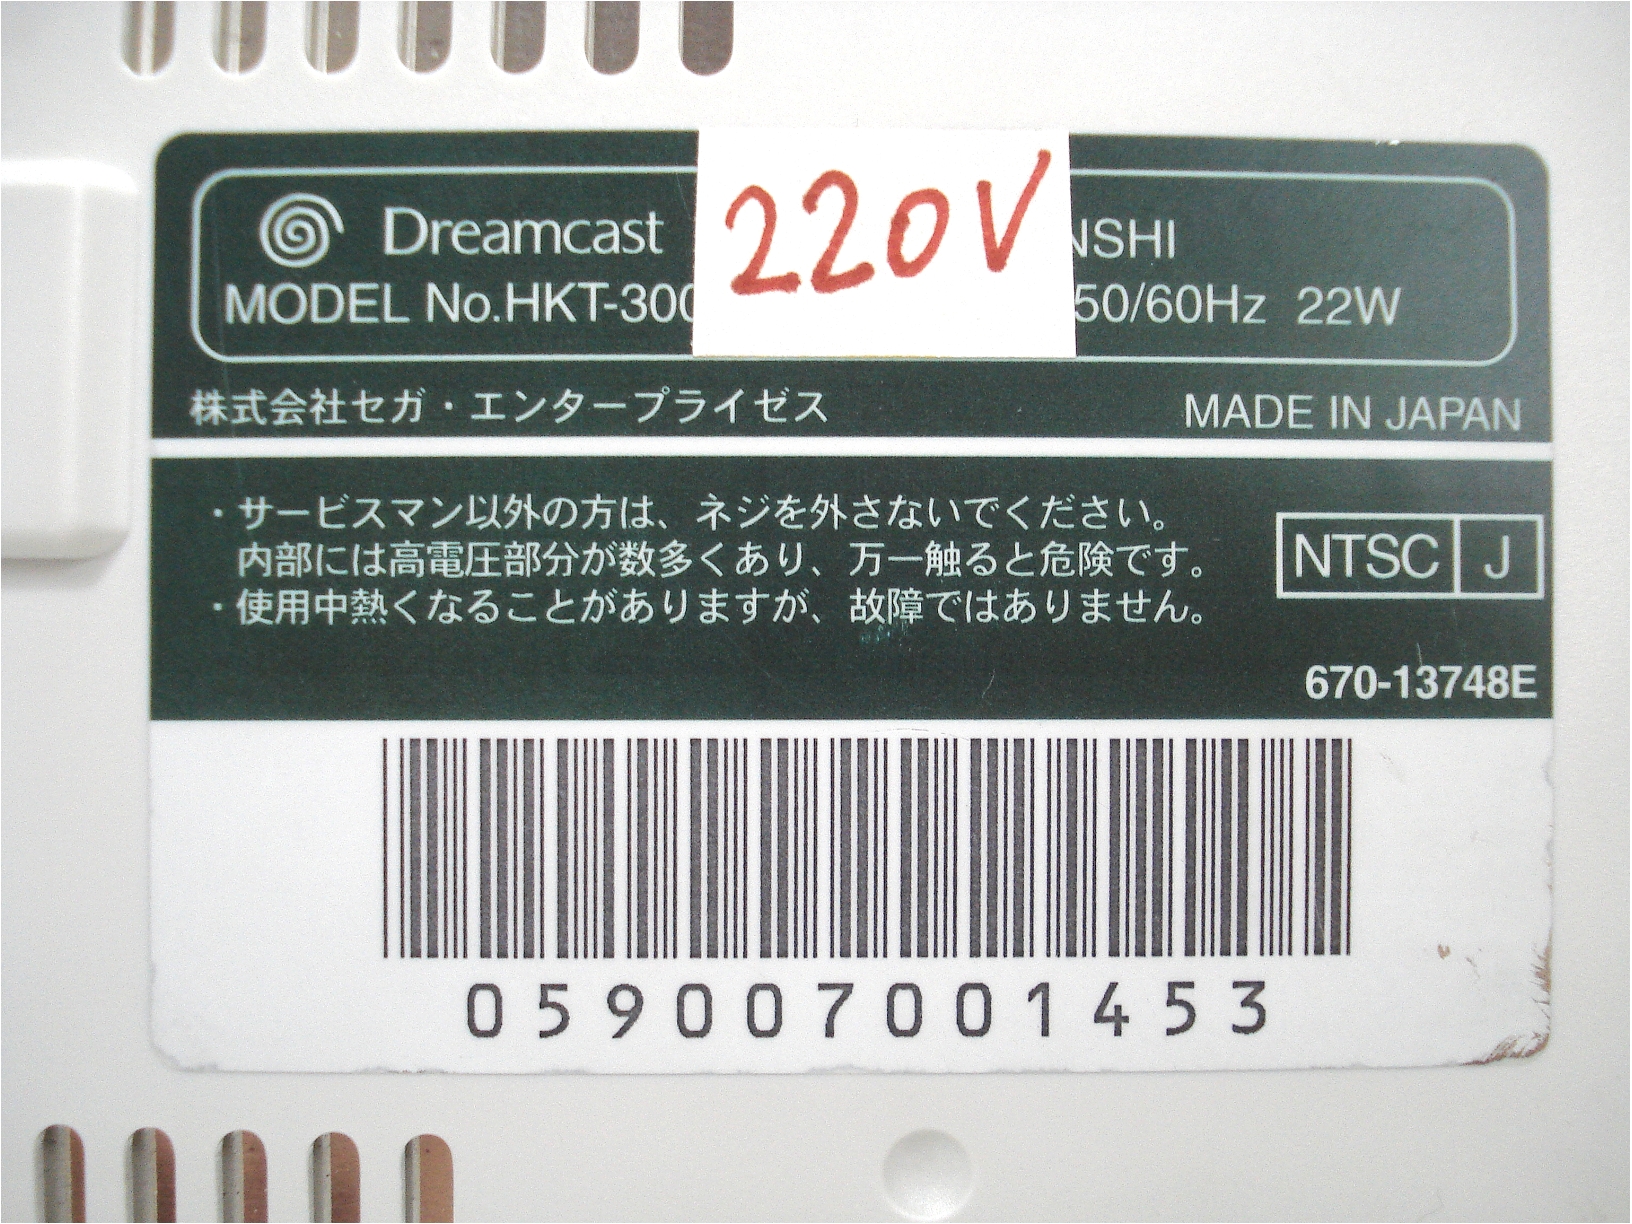 Dreamcast 220V NSHI
MODEL No.HKT-300 50/60Hz 22W
株式会社セガ・エンタープライゼス MADE IN JAPAN
・サービスマン以外の方は、ネジを外さないでください。
内部には高電圧部分が数多くあり、万一触ると危険です。
・使用中熱くなることがありますが、故障ではありません。
NTSC J
670-13748E
059007001453